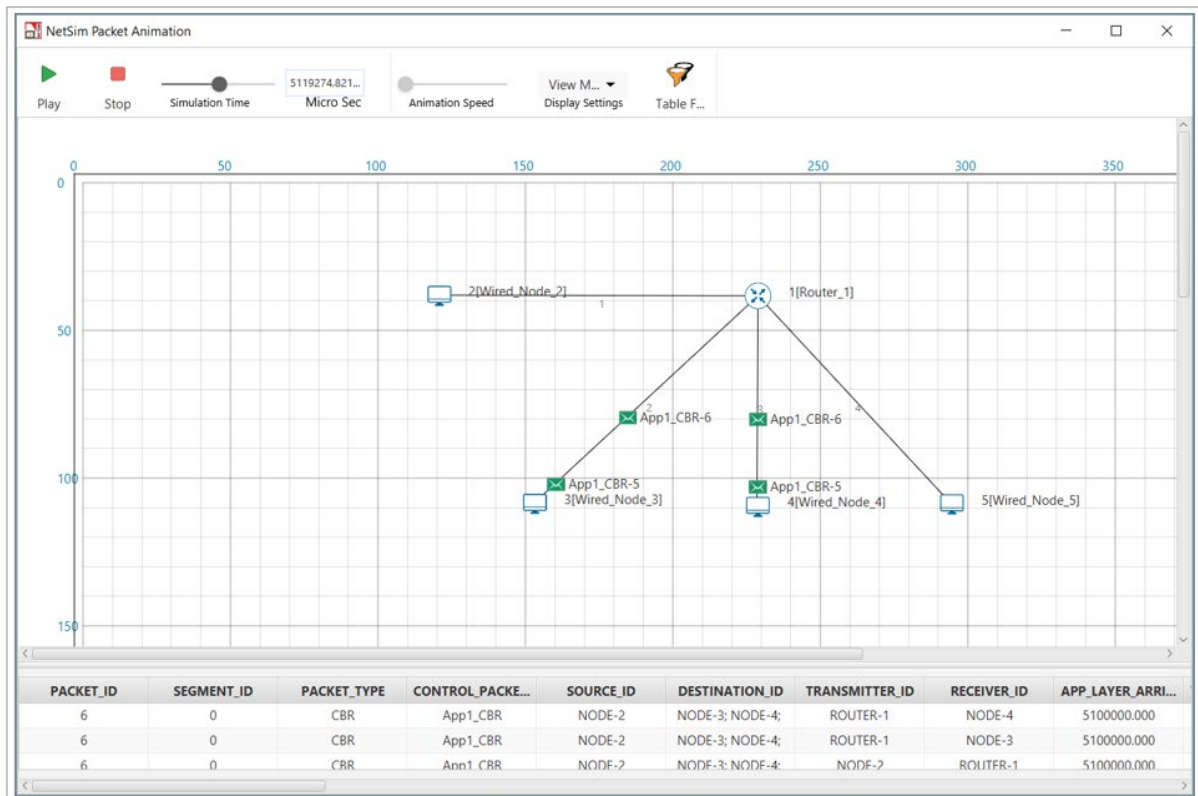 NetSim Packet Animation
5119274.821...
View M...
Play Stop Simulation Time Micro Sec Animation Speed Display Settings Table F...
0 50 100 150 200 250 300 350
0
2[Wired_Node_2] 1[Router_1]
1
50
2 3 4
App1_CBR-6 App1_CBR-6
100
App1_CBR-5 App1_CBR-5
3[Wired_Node_3] 4[Wired_Node_4] 5[Wired_Node_5]
150
PACKET_ID SEGMENT_ID PACKET_TYPE CONTROL_PACKE... SOURCE_ID DESTINATION_ID TRANSMITTER_ID RECEIVER_ID APP_LAYER_ARRI...
6 0 CBR App1_CBR NODE-2 NODE-3; NODE-4; ROUTER-1 NODE-4 5100000.000
6 0 CBR App1_CBR NODE-2 NODE-3; NODE-4; ROUTER-1 NODE-3 5100000.000
6 0 CBR App1_CBR NODE-2 NODE-3; NODE-4; NODE-2 ROUTER-1 5100000.000